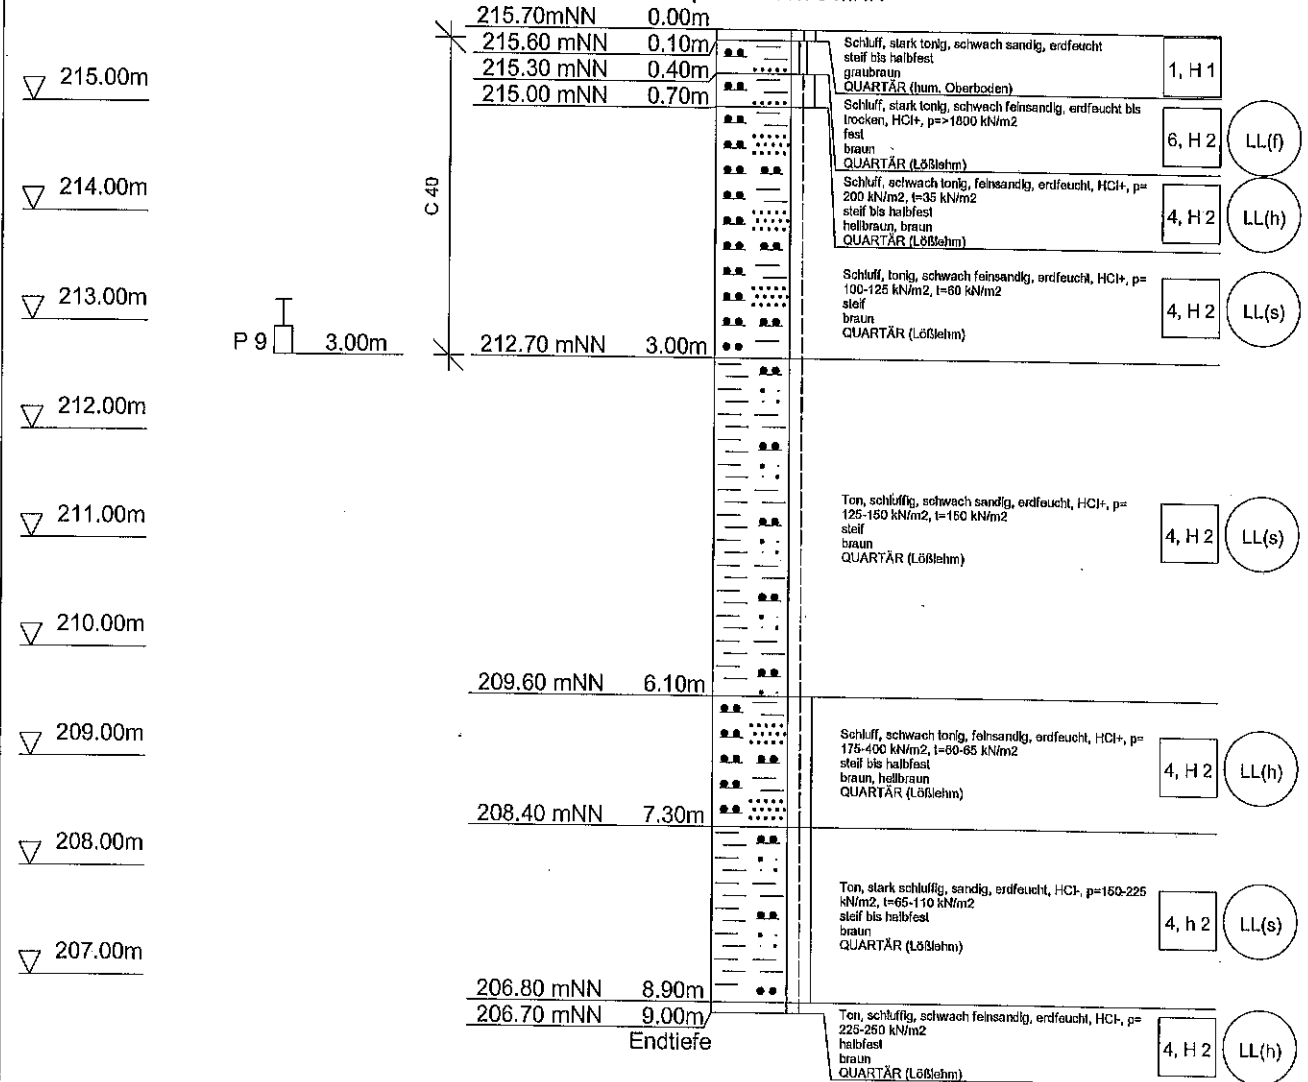 215.70mNN 0.00m
215.60 mNN 0.10m
215.30 mNN 0.40m
215.00 mNN 0.70m
215.00m
214.00m
213.00m
212.00m
211.00m
210.00m
209.00m
208.00m
207.00m
C 40
P 9 3.00m
212.70 mNN 3.00m
209.60 mNN 6.10m
208.40 mNN 7.30m
206.80 mNN 8.90m
206.70 mNN 9.00m
Endtiefe
Schluff, stark tonig, schwach sandig, erdfeucht
steif bis halbfest
graubraun
QUARTÄR (hum. Oberboden)
1, H 1
Schluff, stark tonig, schwach feinsandig, erdfeucht bis
trocken, HCl+, p=>1800 kN/m2
fest
braun
QUARTÄR (Lößlehm)
6, H 2 LL(f)
Schluff, schwach tonig, feinsandig, erdfeucht, HCl+, p=
200 kN/m2, t=35 kN/m2
steif bis halbfest
hellbraun, braun
QUARTÄR (Lößlehm)
4, H 2 LL(h)
Schluff, tonig, schwach feinsandig, erdfeucht, HCl+, p=
100-125 kN/m2, t=60 kN/m2
steif
braun
QUARTÄR (Lößlehm)
4, H 2 LL(s)
Ton, schluffig, schwach sandig, erdfeucht, HCl+, p=
125-150 kN/m2, t=150 kN/m2
steif
braun
QUARTÄR (Lößlehm)
4, H 2 LL(s)
Schluff, schwach tonig, feinsandig, erdfeucht, HCl+, p=
175-400 kN/m2, t=60-65 kN/m2
steif bis halbfest
braun, hellbraun
QUARTÄR (Lößlehm)
4, H 2 LL(h)
Ton, stark schluffig, sandig, erdfeucht, HCl-, p=150-225
kN/m2, t=65-110 kN/m2
steif bis halbfest
braun
QUARTÄR (Lößlehm)
4, h 2 LL(s)
Ton, schluffig, schwach feinsandig, erdfeucht, HCl-, p=
225-250 kN/m2
halbfest
braun
QUARTÄR (Lößlehm)
4, H 2 LL(h)